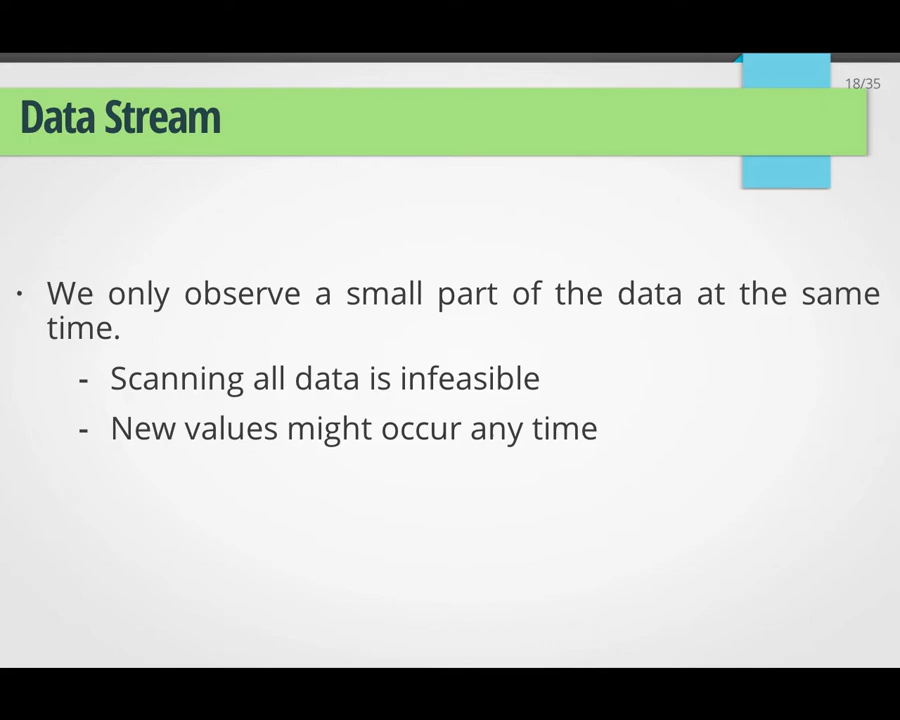 18/35
Data Stream
· We only observe a small part of the data at the same
time.
- Scanning all data is infeasible
- New values might occur any time